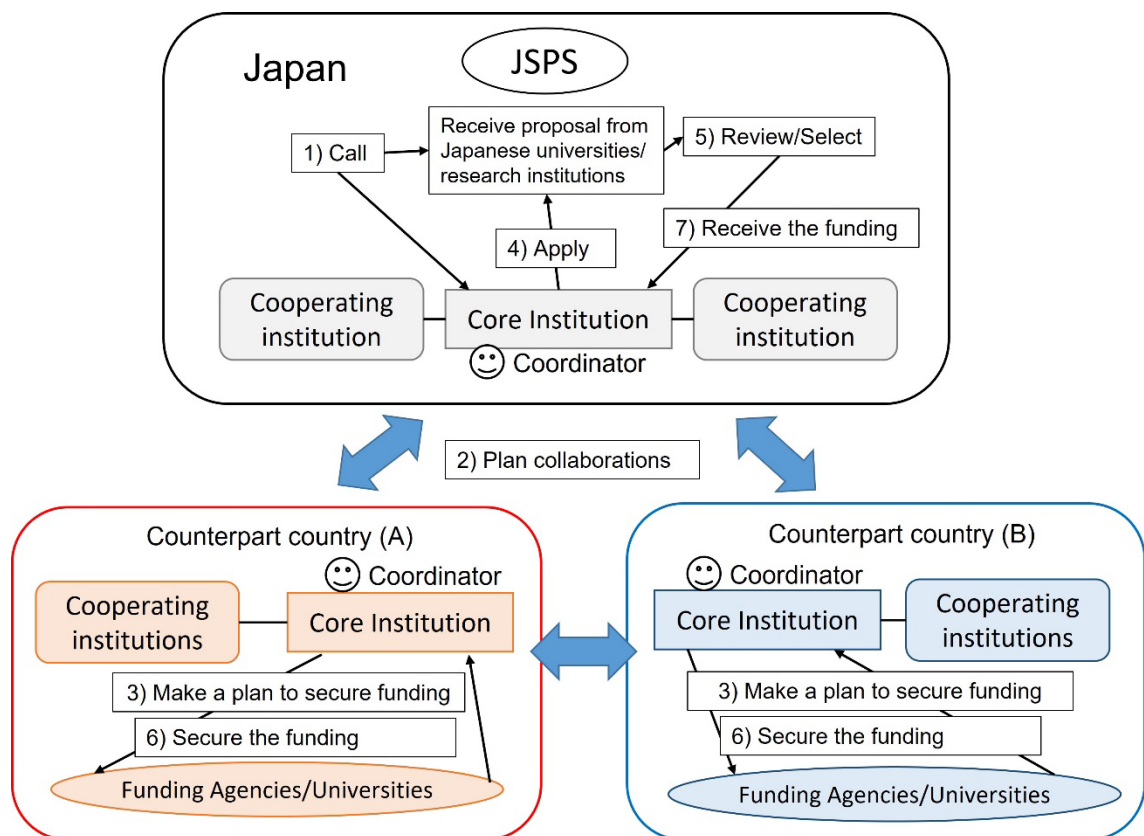 Japan
JSPS
1) Call
Receive proposal from
Japanese universities/
research institutions
5) Review/Select
4) Apply
7) Receive the funding
Cooperating
institution
Core Institution
Cooperating
institution
Coordinator
2) Plan collaborations
Counterpart country (A)
Coordinator
Cooperating
institutions
Core Institution
3) Make a plan to secure funding
6) Secure the funding
Funding Agencies/Universities
Counterpart country (B)
Coordinator
Core Institution
Cooperating
institutions
3) Make a plan to secure funding
6) Secure the funding
Funding Agencies/Universities